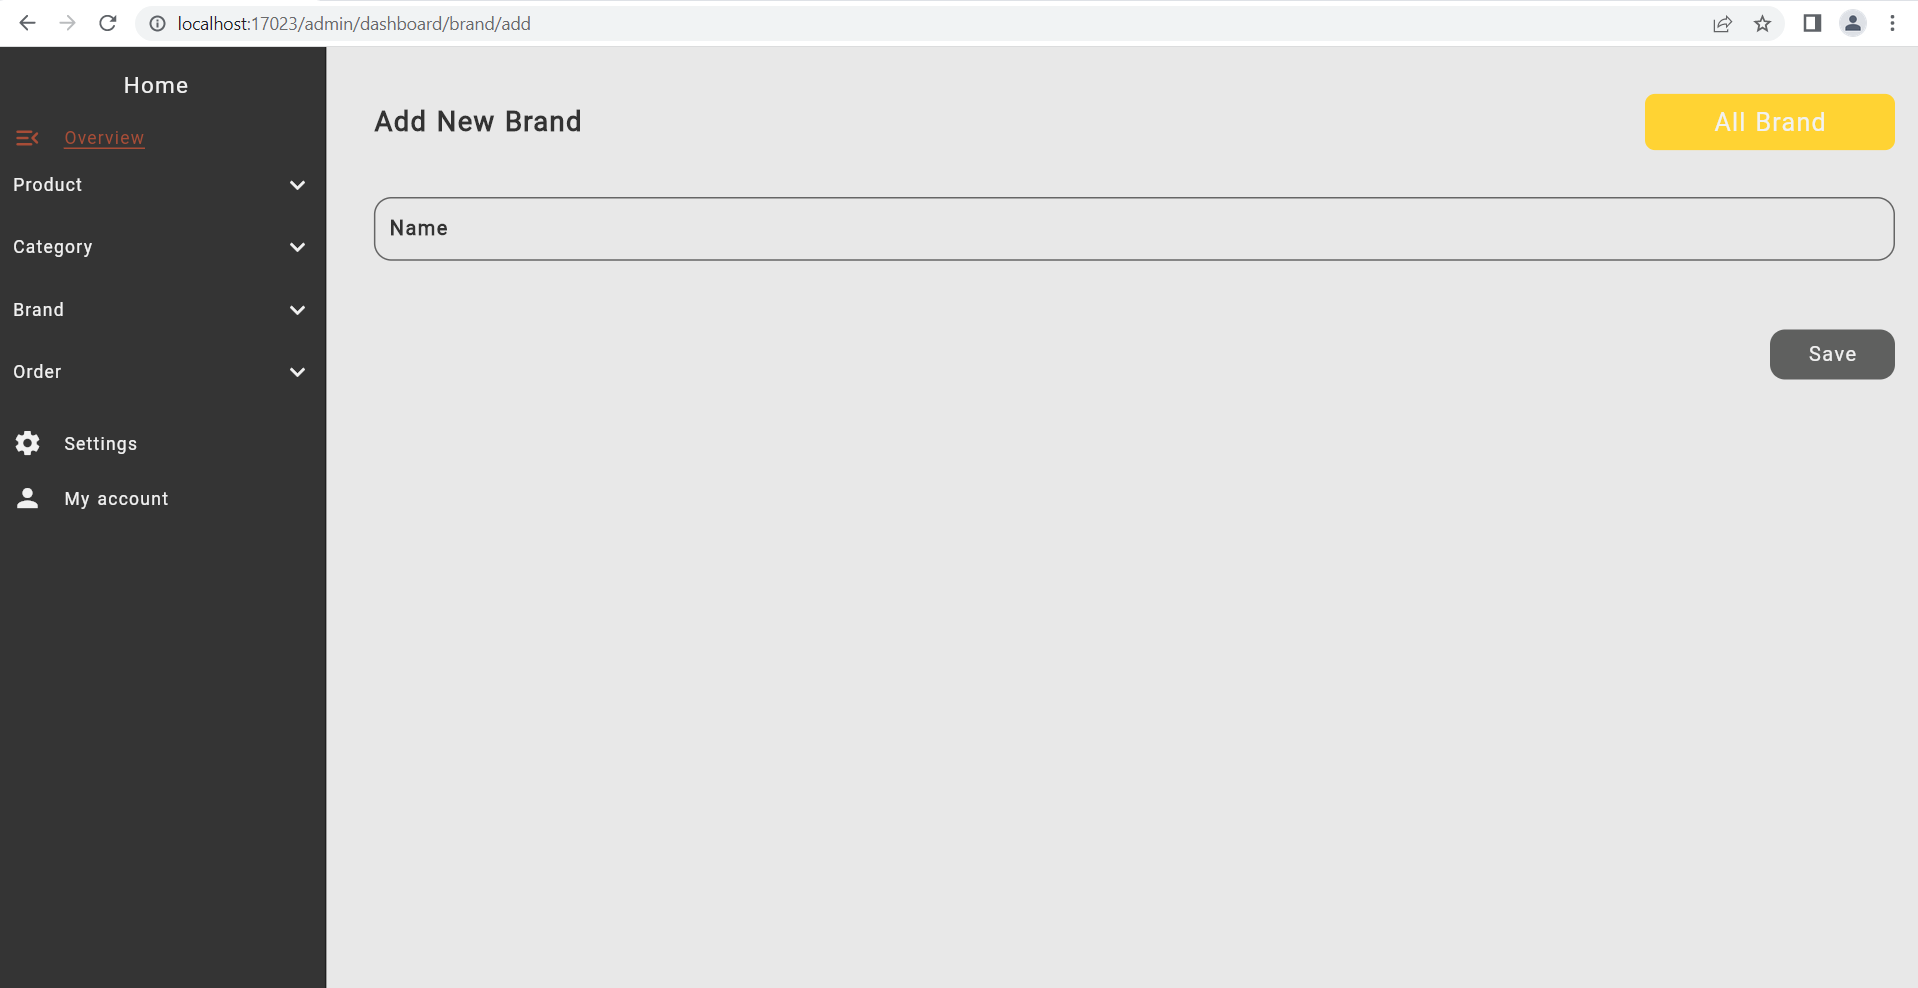 localhost:17023/admin/dashboard/brand/add
Home
Overview
Product
Category
Brand
Order
Settings
My account
Add New Brand
All Brand
Name
Save